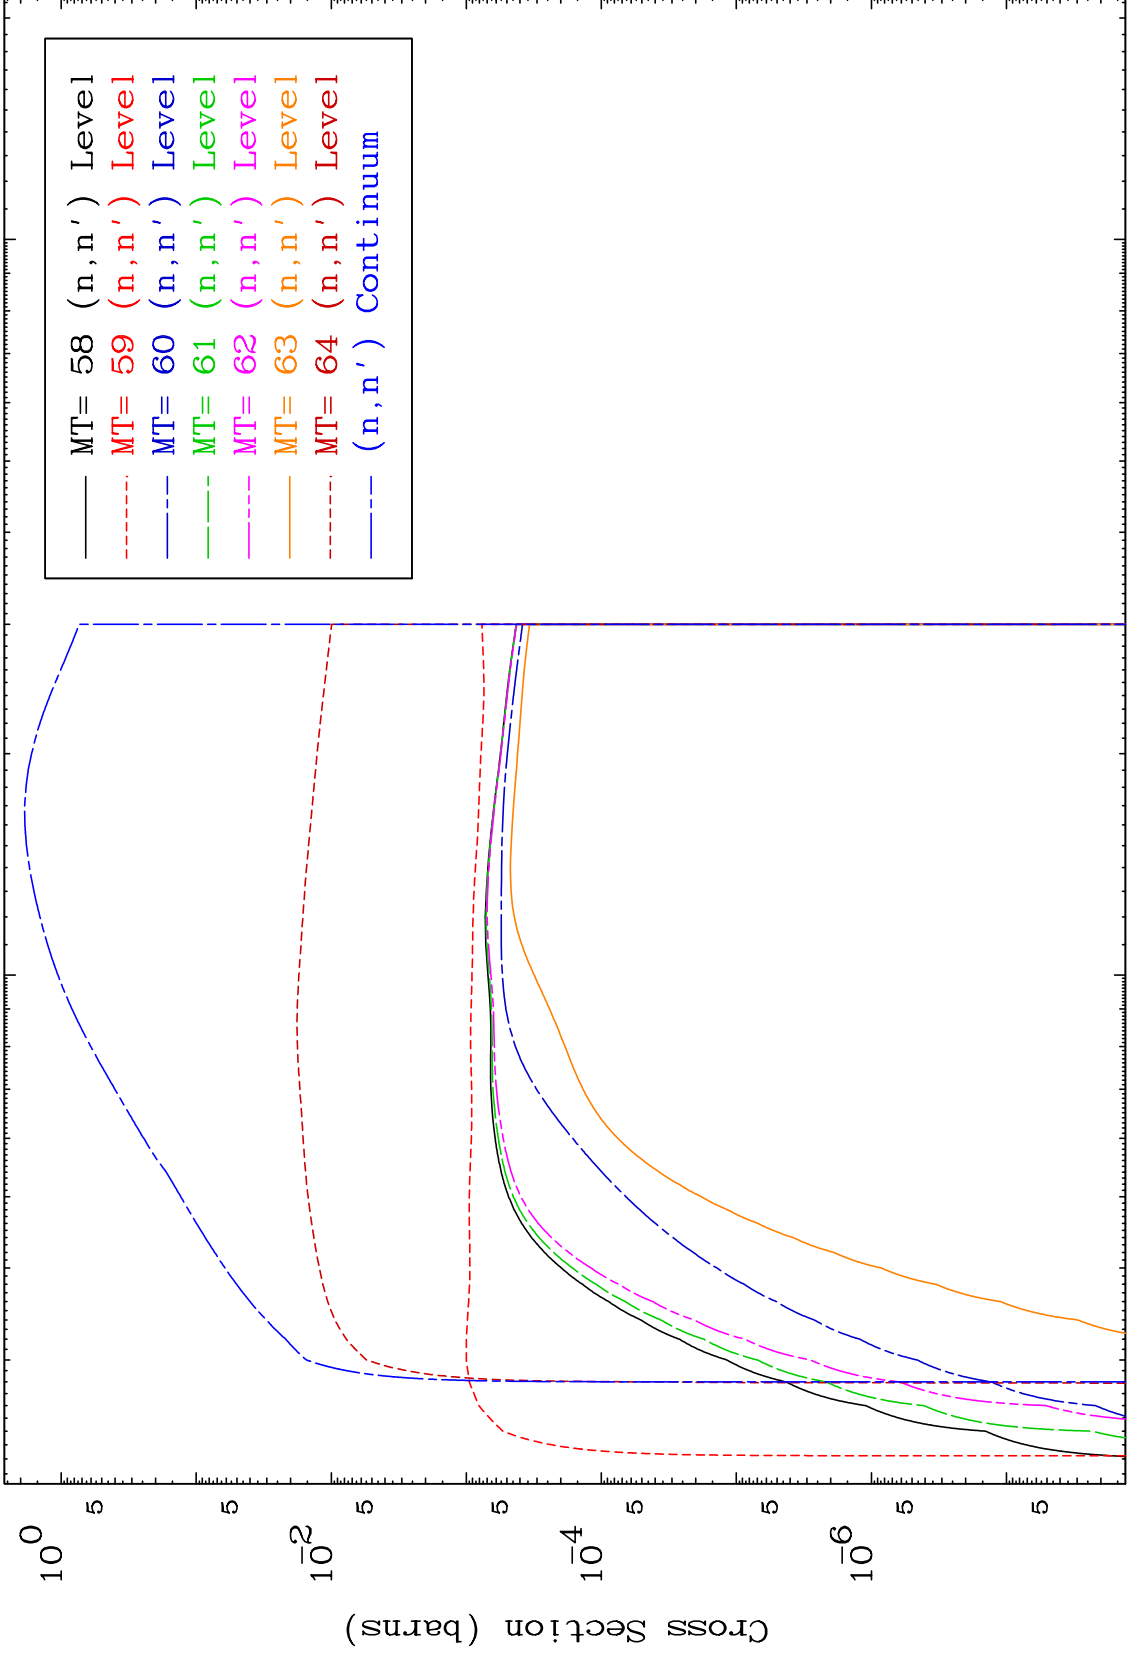 MT= 58 (n,n') Level
MT= 59 (n,n') Level
MT= 60 (n,n') Level
MT= 61 (n,n') Level
MT= 62 (n,n') Level
MT= 63 (n,n') Level
MT= 64 (n,n') Level
(n,n') Continuum
10^0
5
5
10^-2
5
5
10^-4
5
5
10^-6
5
5
Cross Section (barns)